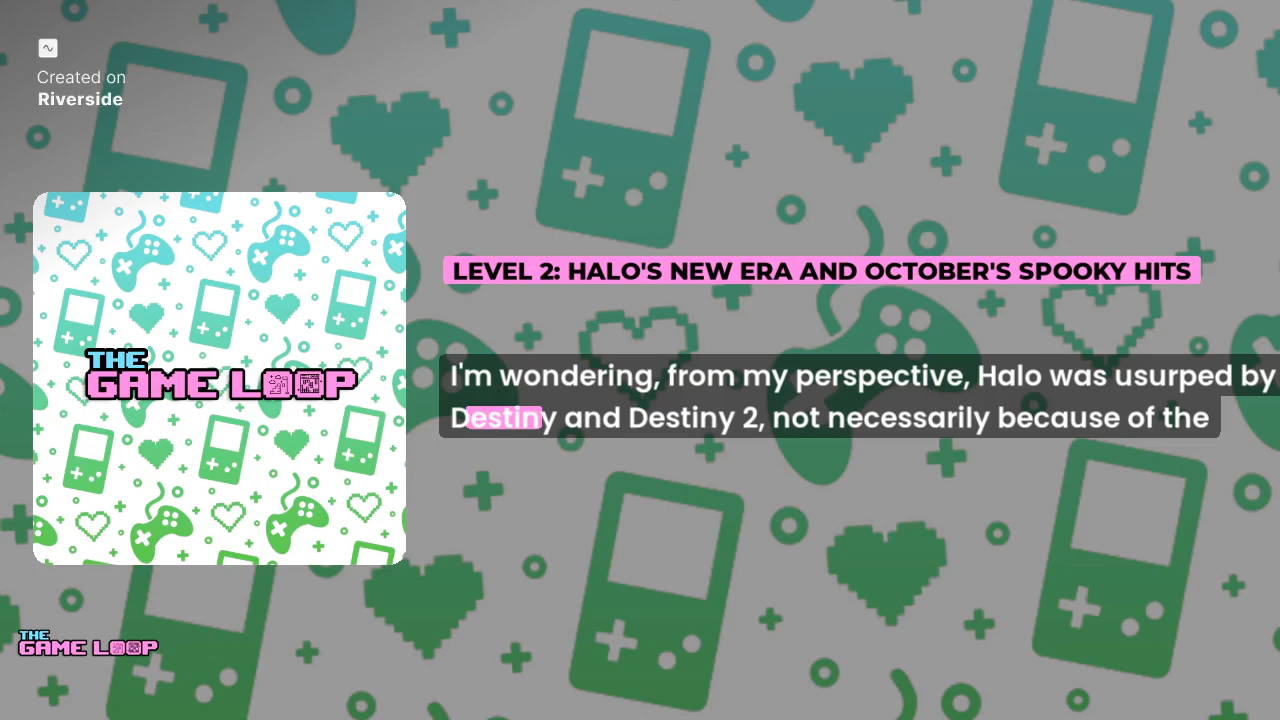 Created on
Riverside
LEVEL 2: HALO'S NEW ERA AND OCTOBER'S SPOOKY HITS
THE
GAME LOOP
I'm wondering, from my perspective, Halo was usurped by
Destiny and Destiny 2, not necessarily because of the
THE
GAME LOOP